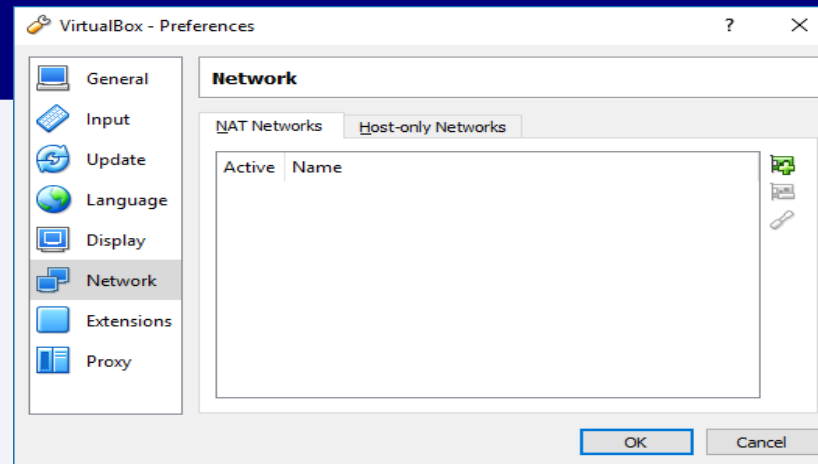 VirtualBox - Preferences ?
General
Input
Update
Language
Display
Network
Extensions
Proxy
Network
NAT Networks Host-only Networks
Active Name
OK Cancel